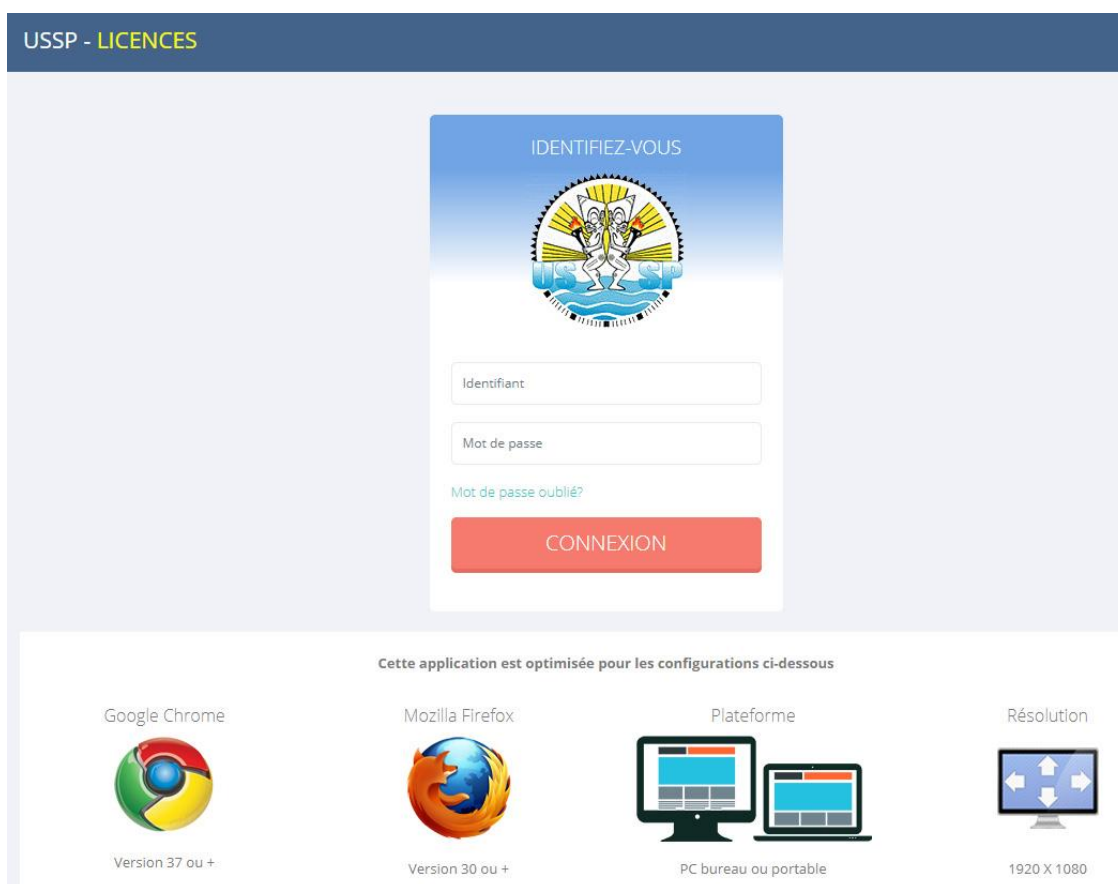 USSP - LICENCES
IDENTIFIEZ-VOUS
US SP
Identifiant
Mot de passe
Mot de passe oublié?
CONNEXION
Cette application est optimisée pour les configurations ci-dessous
Google Chrome
Mozilla Firefox
Plateforme
Résolution
Version 37 ou +
Version 30 ou +
PC bureau ou portable
1920 X 1080